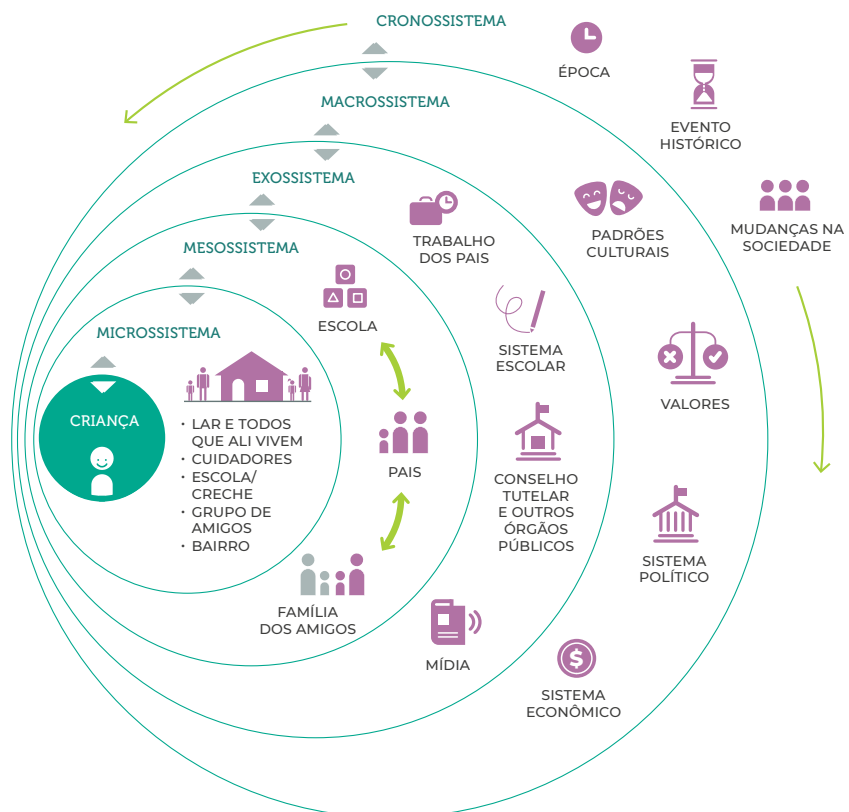 CRONOSSISTEMA
ÉPOCA
EVENTO
HISTÓRICO
MUDANÇAS NA
SOCIEDADE
MACROSSISTEMA
PADRÕES
CULTURAIS
VALORES
SISTEMA
POLÍTICO
SISTEMA
ECONÔMICO
EXOSSISTEMA
TRABALHO
DOS PAIS
SISTEMA
ESCOLAR
CONSELHO
TUTELAR
E OUTROS
ÓRGÃOS
PÚBLICOS
MÍDIA
MESOSSISTEMA
ESCOLA
PAIS
FAMÍLIA
DOS AMIGOS
MICROSSISTEMA
• LAR E TODOS
QUE ALI VIVEM
• CUIDADORES
• ESCOLA/
CRECHE
• GRUPO DE
AMIGOS
• BAIRRO
CRIANÇA
$